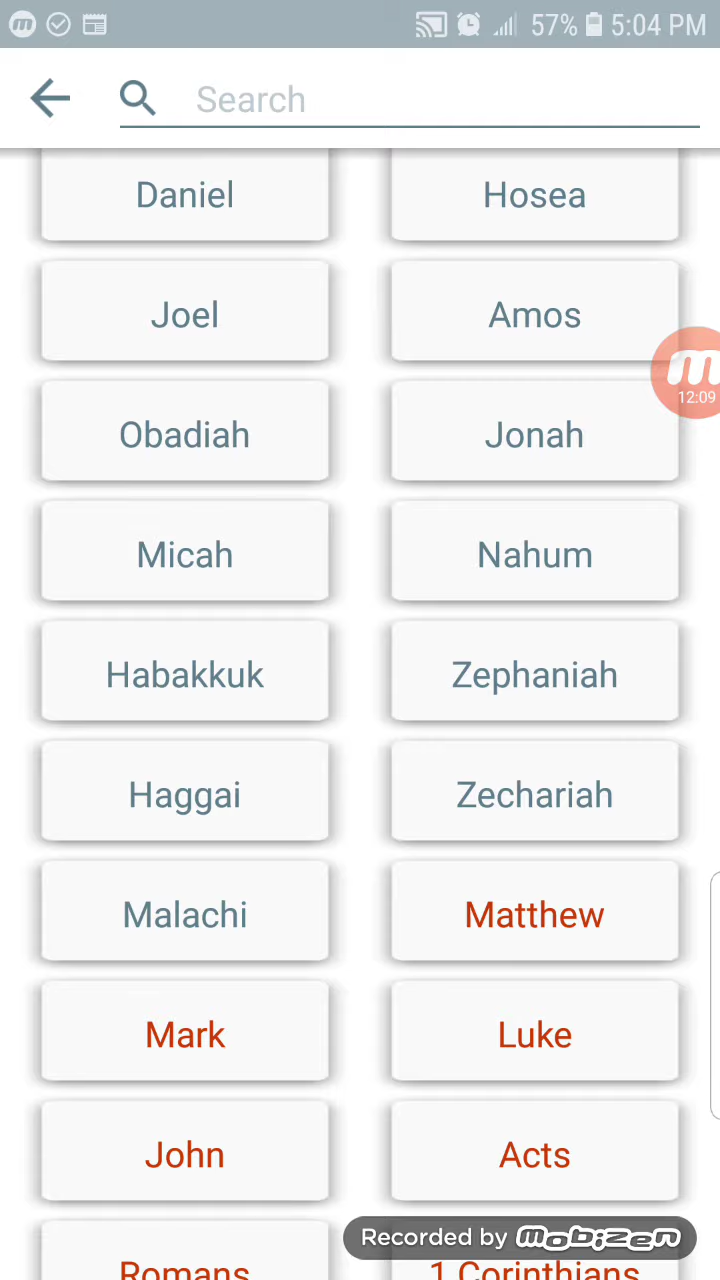 m 57% 5:04 PM
Search
Daniel Hosea
Joel Amos
m
12:09
Obadiah Jonah
Micah Nahum
Habakkuk Zephaniah
Haggai Zechariah
Malachi Matthew
Mark Luke
John Acts
Recorded by mobizen
Romans 1 Corinthians